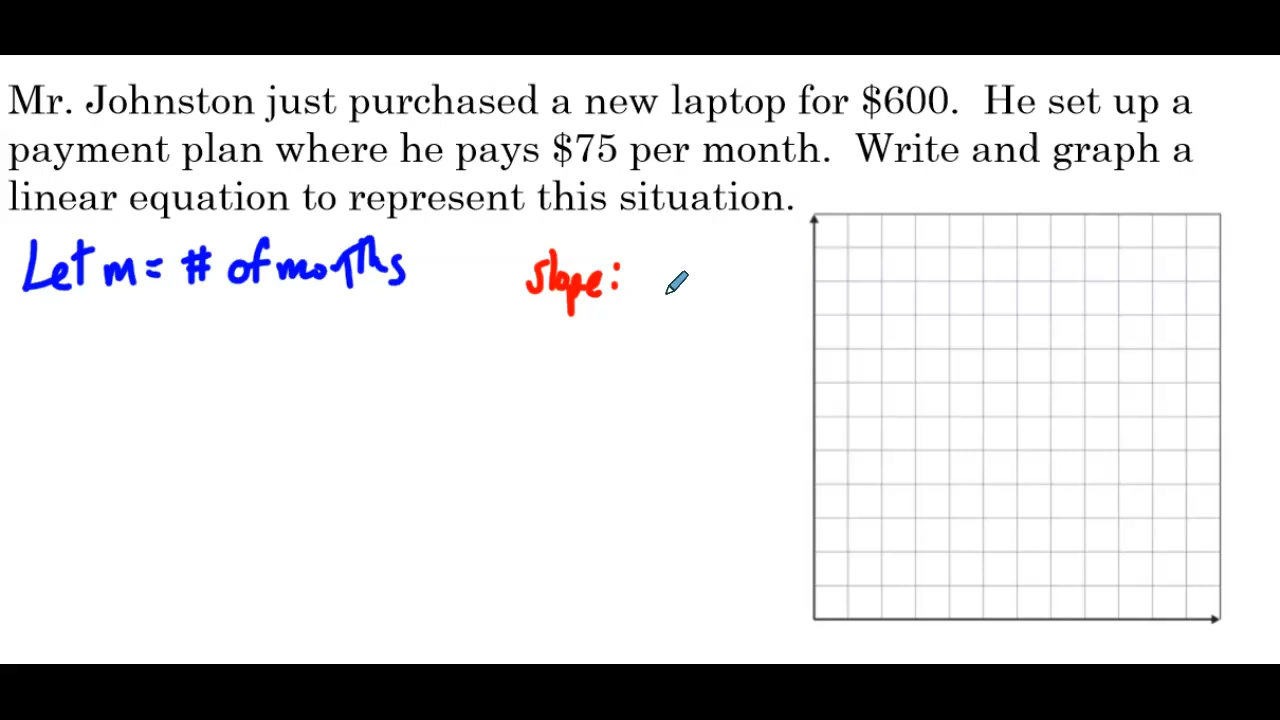 Mr. Johnston just purchased a new laptop for $600. He set up a
payment plan where he pays $75 per month. Write and graph a
linear equation to represent this situation.
Let m = # of months
slope: